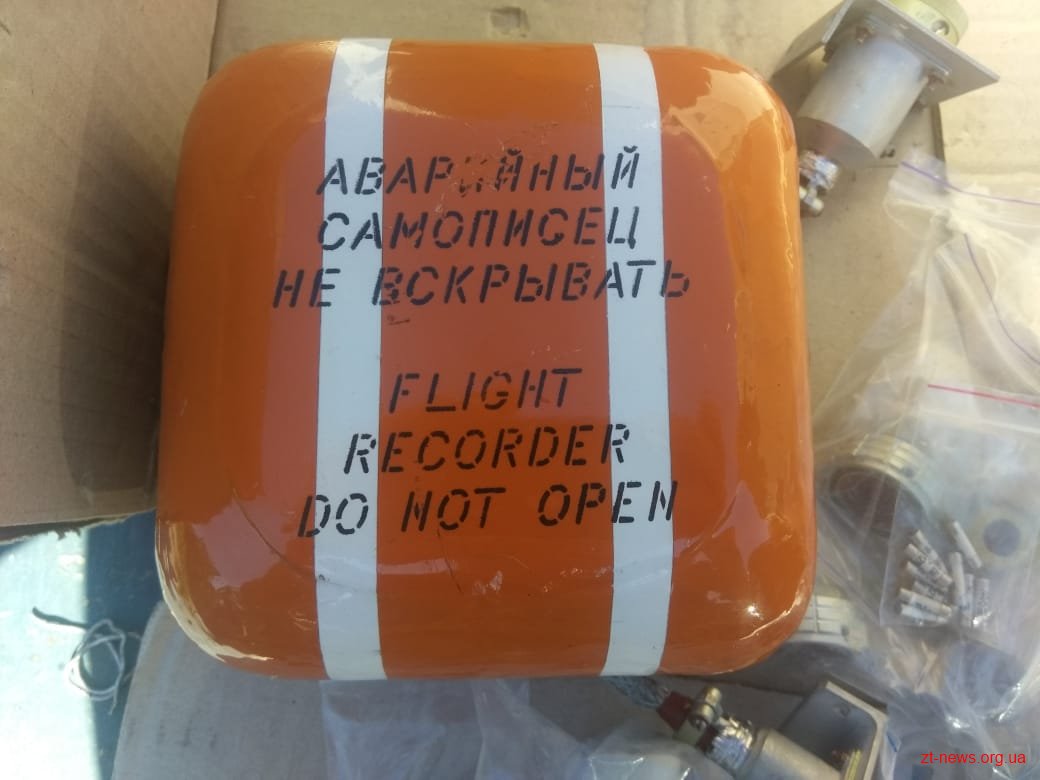 АВАРИЙНЫЙ
САМОПИСЕЦ
НЕ ВСКРЫВАТЬ
FLIGHT
RECORDER
DO NOT OPEN
zt-news.org.ua